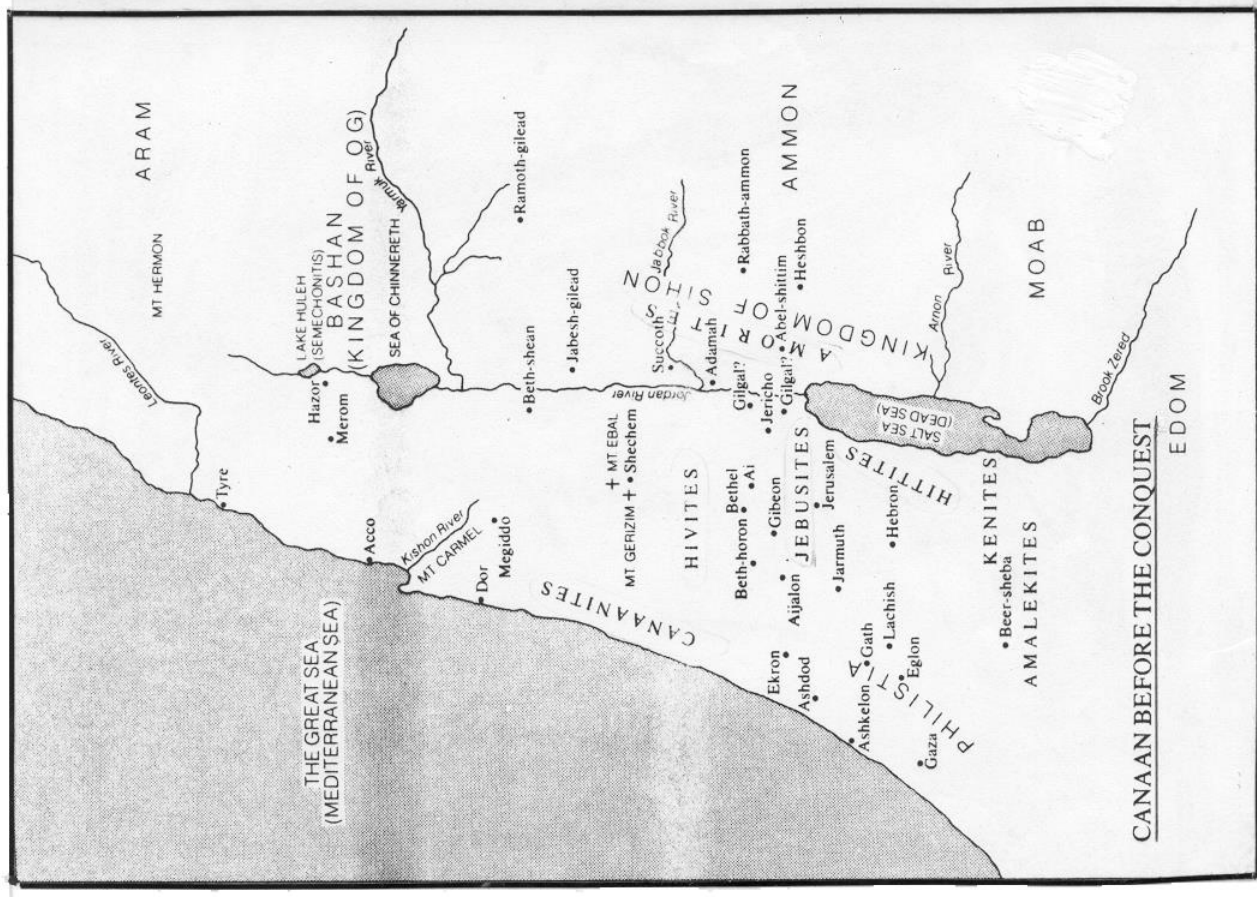 ARAM
MT HERMON
Leontes River
LAKE HULEH
(SEMECHONITIS)
BASHAN
(KINGDOM OF OG)
Yarmuk
River
SEA OF CHINNERETH
Hazor
Merom
Tyre
Acco
THE GREAT SEA
(MEDITERRANEAN SEA)
Kishon River
MT CARMEL
Megiddo
Dor
Ramoth-gilead
Beth-shean
Jabesh-gilead
Jabbok River
Succoth
Jordan River
Adamah
MT. EBAL
MT GERIZIM
Shechem
CANAANITES
HIVITES
AMORITES
KINGDOM OF SIHON
Rabbath-ammon
AMMON
Abel-shittim
Heshbon
Gilgal?
Jericho
Gilgal?
Bethel
Ai
Beth-horon
Gibeon
JEBUSITES
Jerusalem
Aijalon
Jarmuth
Ekron
Ashdod
Gath
Lachish
Eglon
Ashkelon
Gaza
PHILISTIA
Hebron
HITTITES
SALT SEA
(DEAD SEA)
Arnon
River
MOAB
KENITES
Beer-sheba
AMALEKITES
Brook Zered
EDOM
CANAAN BEFORE THE CONQUEST